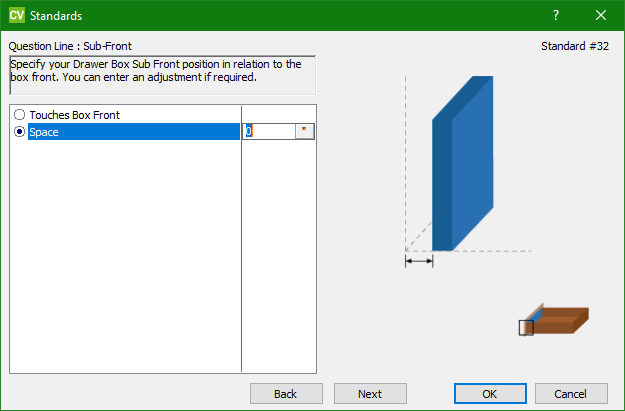 CV Standards ?
Question Line : Sub-Front Standard #32
Specify your Drawer Box Sub Front position in relation to the
box front. You can enter an adjustment if required.
Touches Box Front
Space 0 "
Back Next OK Cancel